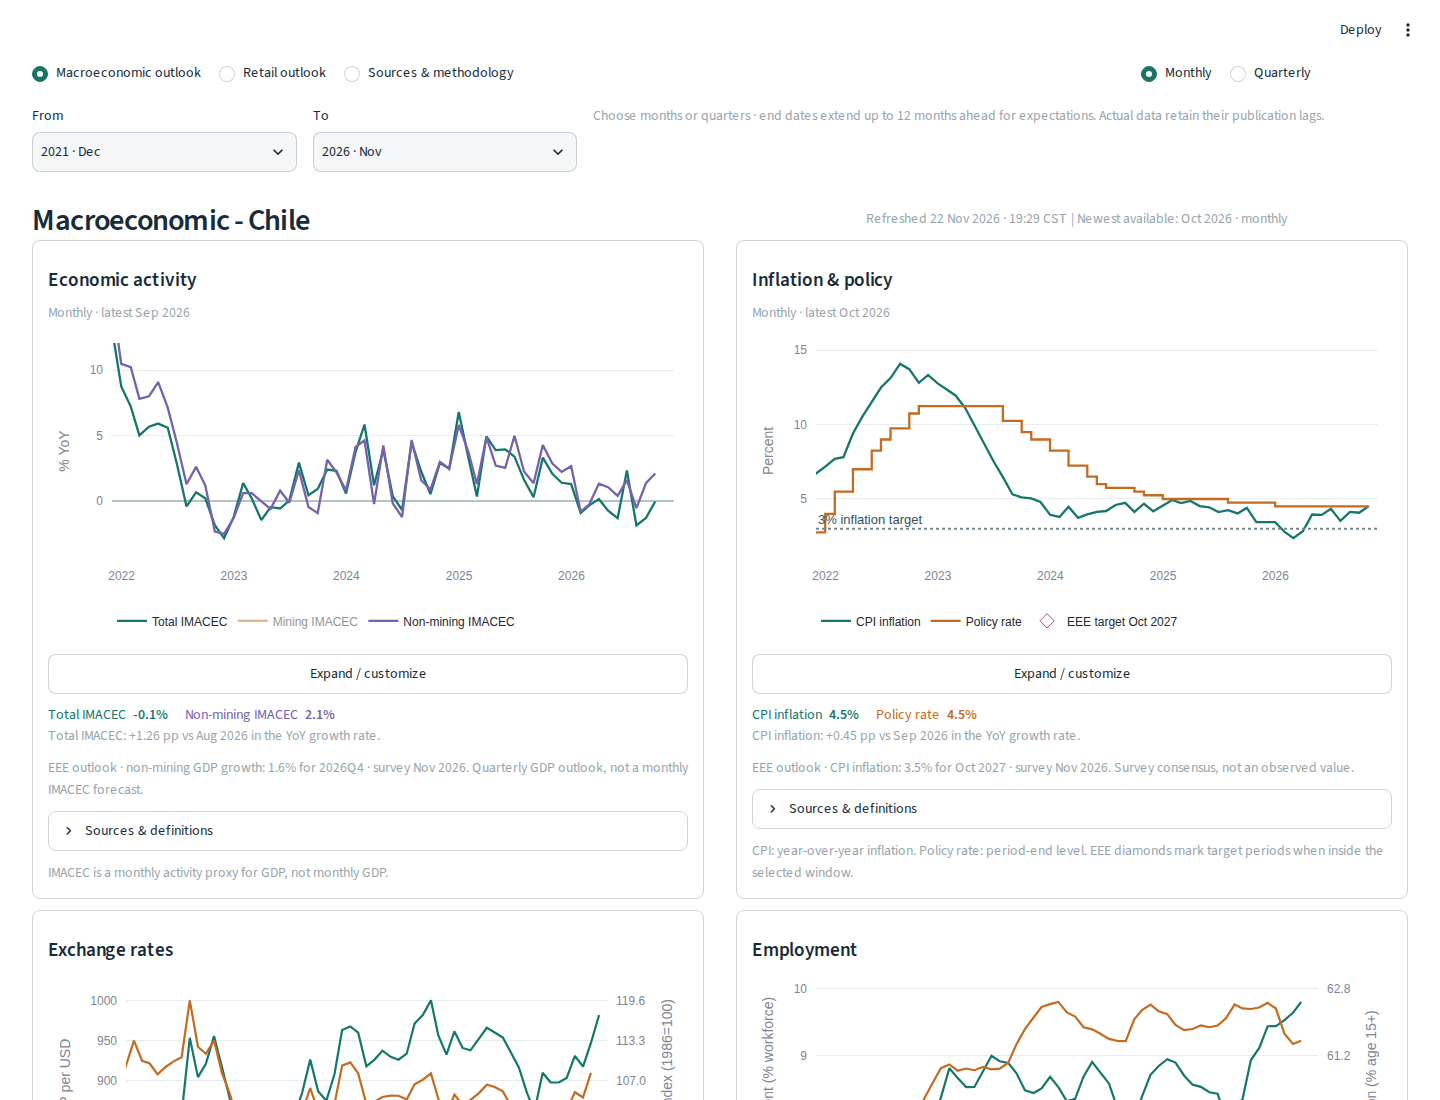 Deploy
Macroeconomic outlook Retail outlook Sources & methodology Monthly Quarterly
From To Choose months or quarters · end dates extend up to 12 months ahead for expectations. Actual data retain their publication lags.
2021 · Dec 2026 · Nov
Macroeconomic - Chile
Refreshed 22 Nov 2026 · 19:29 CST | Newest available: Oct 2026 · monthly
Economic activity
Monthly · latest Sep 2026
% YoY
10
5
0
2022 2023 2024 2025 2026
Total IMACEC Mining IMACEC Non-mining IMACEC
Expand / customize
Total IMACEC -0.1% Non-mining IMACEC 2.1%
Total IMACEC: +1.26 pp vs Aug 2026 in the YoY growth rate.
EEE outlook · non-mining GDP growth: 1.6% for 2026Q4 · survey Nov 2026. Quarterly GDP outlook, not a monthly
IMACEC forecast.
Sources & definitions
IMACEC is a monthly activity proxy for GDP, not monthly GDP.
Inflation & policy
Monthly · latest Oct 2026
Percent
15
10
5
3% inflation target
2022 2023 2024 2025 2026
CPI inflation Policy rate EEE target Oct 2027
Expand / customize
CPI inflation 4.5% Policy rate 4.5%
CPI inflation: +0.45 pp vs Sep 2026 in the YoY growth rate.
EEE outlook · CPI inflation: 3.5% for Oct 2027 · survey Nov 2026. Survey consensus, not an observed value.
Sources & definitions
CPI: year-over-year inflation. Policy rate: period-end level. EEE diamonds mark target periods when inside the
selected window.
Exchange rates
1000 119.6
950 113.3
900 107.0
per USD
(1986=100)
Employment
10 62.8
9 61.2
(% workforce)
(% age 15+)